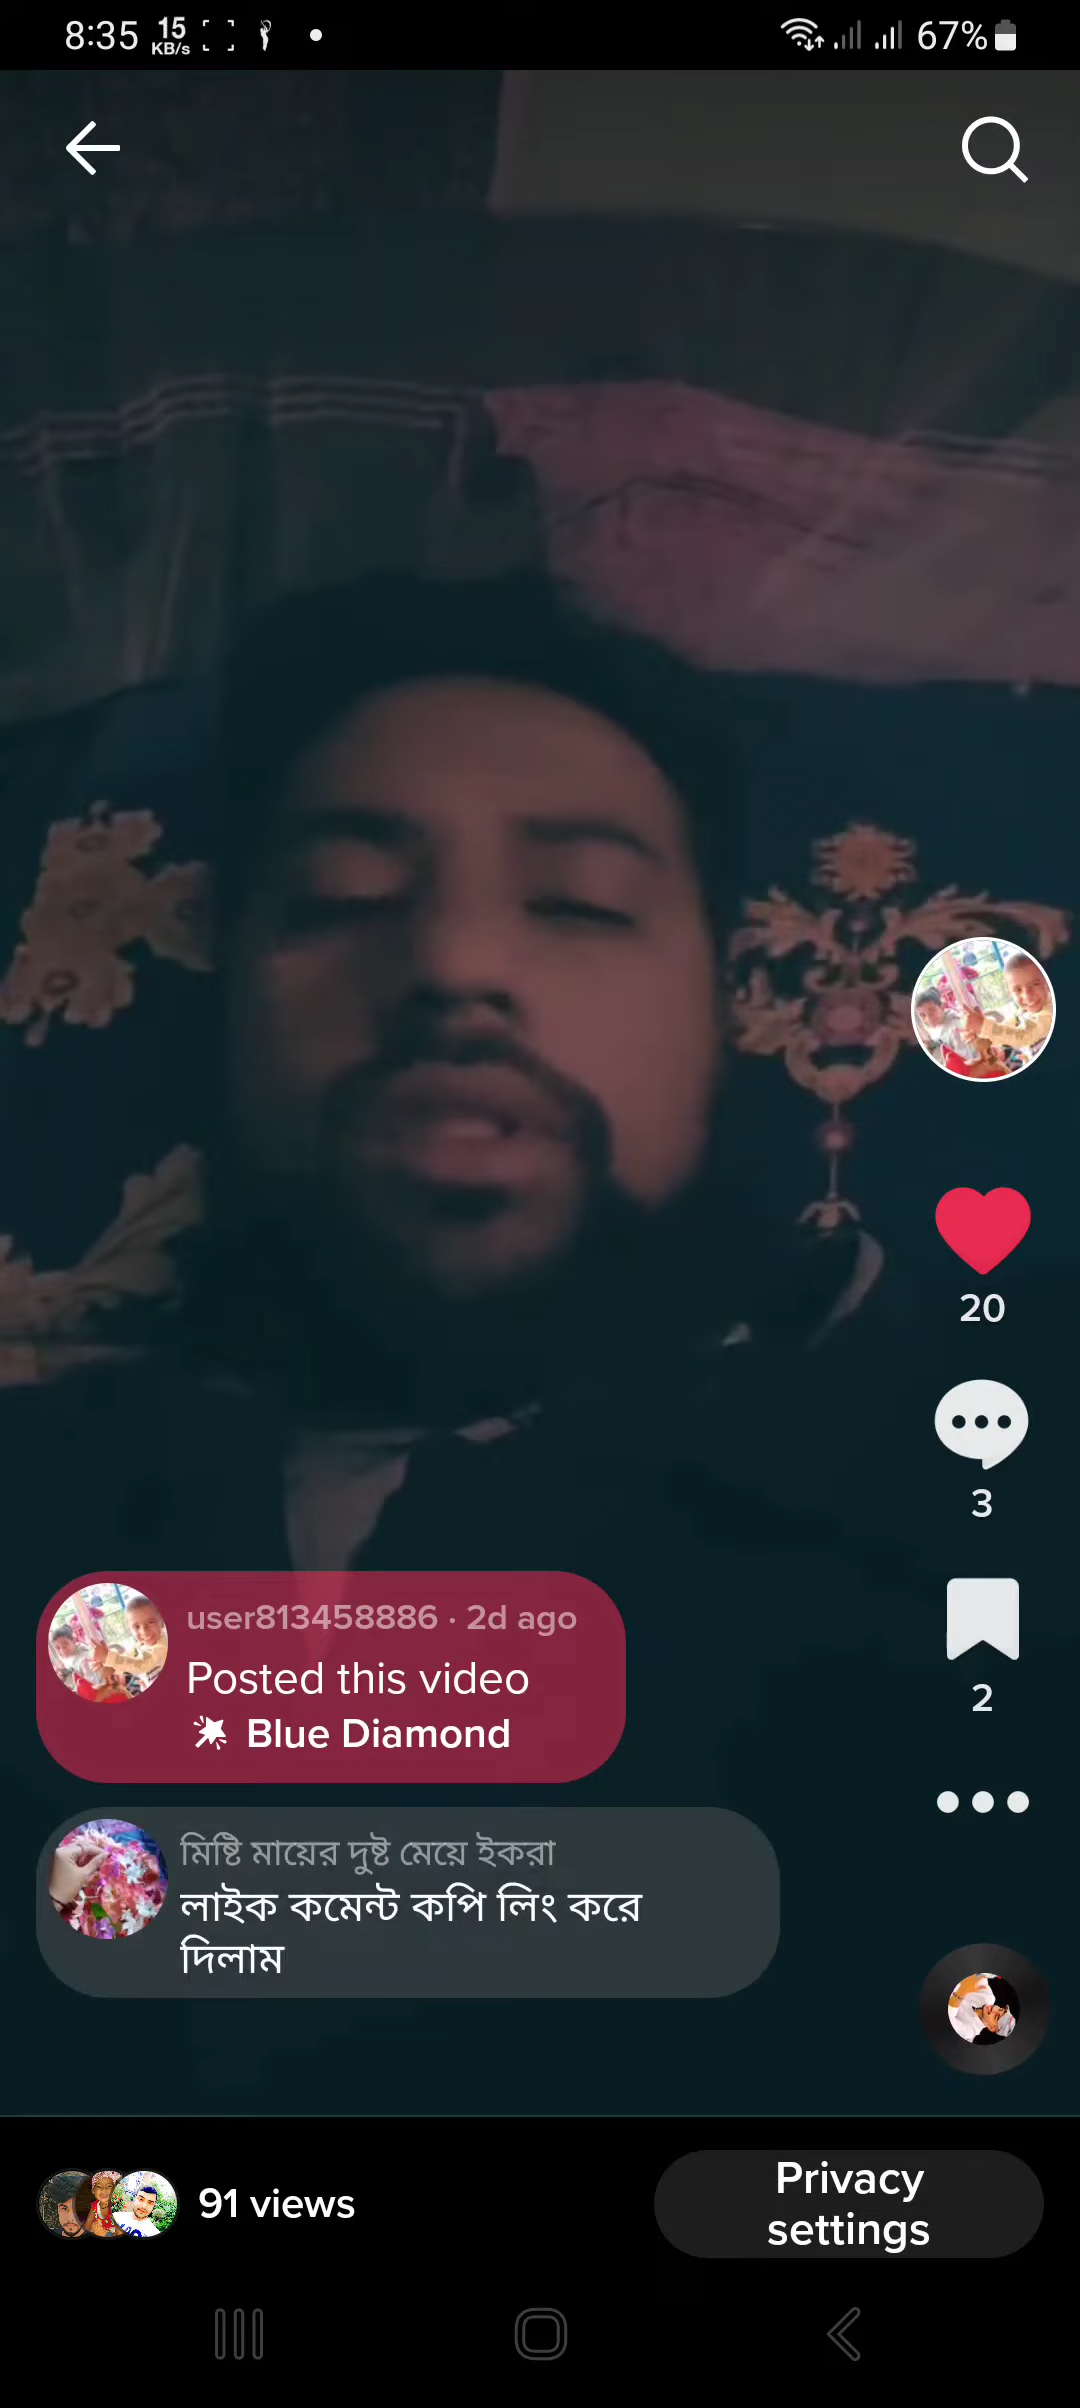 8:35 15 KB/s 67%
20
3
user813458886 · 2d ago
Posted this video
Blue Diamond
2
মিষ্টি মায়ের দুষ্ট মেয়ে ইকরা
লাইক কমেন্ট কপি লিং করে
দিলাম
91 views
Privacy
settings